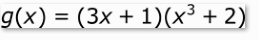 g(x) = (3x + 1)(x³ + 2)